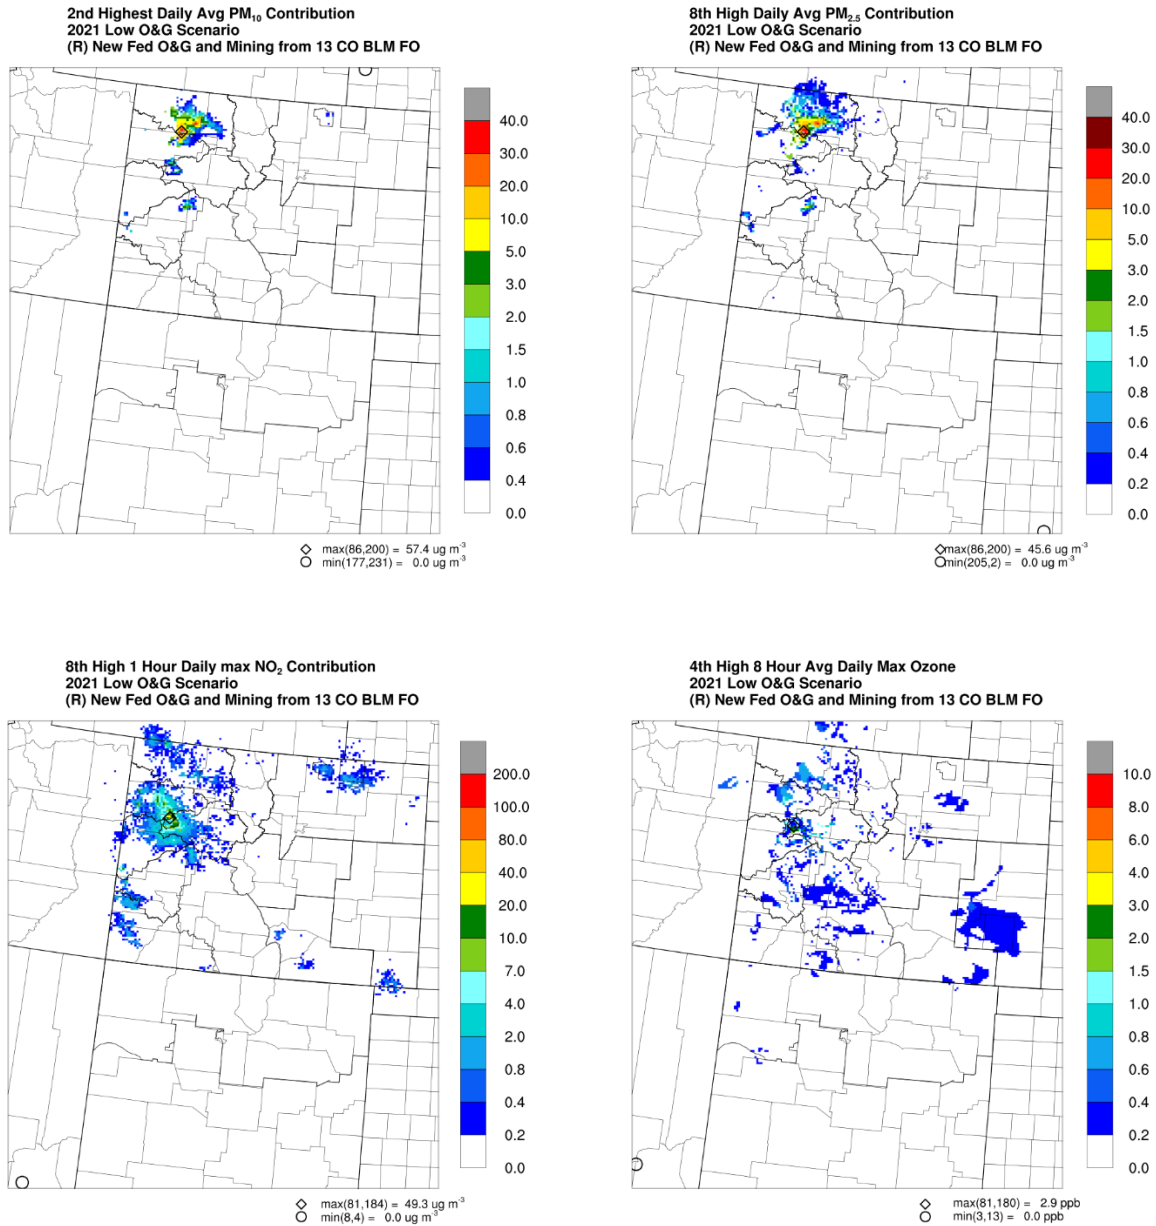 2nd Highest Daily Avg PM₁₀ Contribution
2021 Low O&G Scenario
(R) New Fed O&G and Mining from 13 CO BLM FO
40.0
30.0
20.0
10.0
5.0
3.0
2.0
1.5
1.0
0.8
0.6
0.4
0.0
max(86,200) = 57.4 ug m⁻³
min(177,231) = 0.0 ug m⁻³
8th High Daily Avg PM₂.₅ Contribution
2021 Low O&G Scenario
(R) New Fed O&G and Mining from 13 CO BLM FO
40.0
30.0
20.0
10.0
5.0
3.0
2.0
1.5
1.0
0.8
0.6
0.4
0.2
0.0
max(86,200) = 45.6 ug m⁻³
min(205,2) = 0.0 ug m⁻³
8th High 1 Hour Daily max NO₂ Contribution
2021 Low O&G Scenario
(R) New Fed O&G and Mining from 13 CO BLM FO
200.0
100.0
80.0
40.0
20.0
10.0
7.0
4.0
2.0
0.8
0.4
0.2
0.0
max(81,184) = 49.3 ug m⁻³
min(8,4) = 0.0 ug m⁻³
4th High 8 Hour Avg Daily Max Ozone
2021 Low O&G Scenario
(R) New Fed O&G and Mining from 13 CO BLM FO
10.0
8.0
6.0
4.0
3.0
2.0
1.5
1.0
0.8
0.6
0.4
0.2
0.0
max(81,180) = 2.9 ppb
min(3,13) = 0.0 ppb